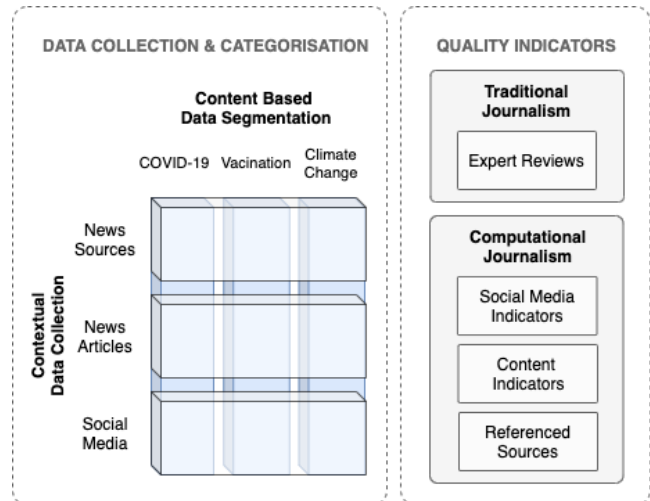 DATA COLLECTION & CATEGORISATION
Content Based
Data Segmentation
COVID-19
Vacination
Climate
Change
Contextual
Data Collection
News
Sources
News
Articles
Social
Media
QUALITY INDICATORS
Traditional
Journalism
Expert Reviews
Computational
Journalism
Social Media
Indicators
Content
Indicators
Referenced
Sources